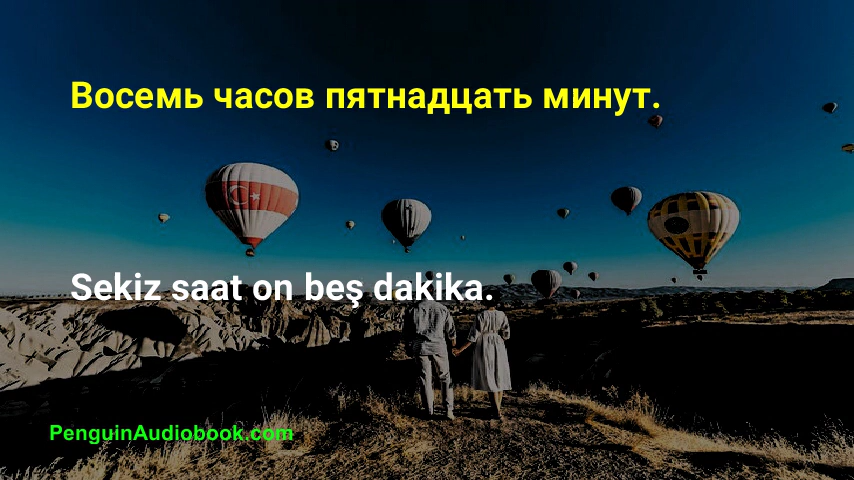 Восемь часов пятнадцать минут.
Sekiz saat on beş dakika.
PenguinAudiobook.com